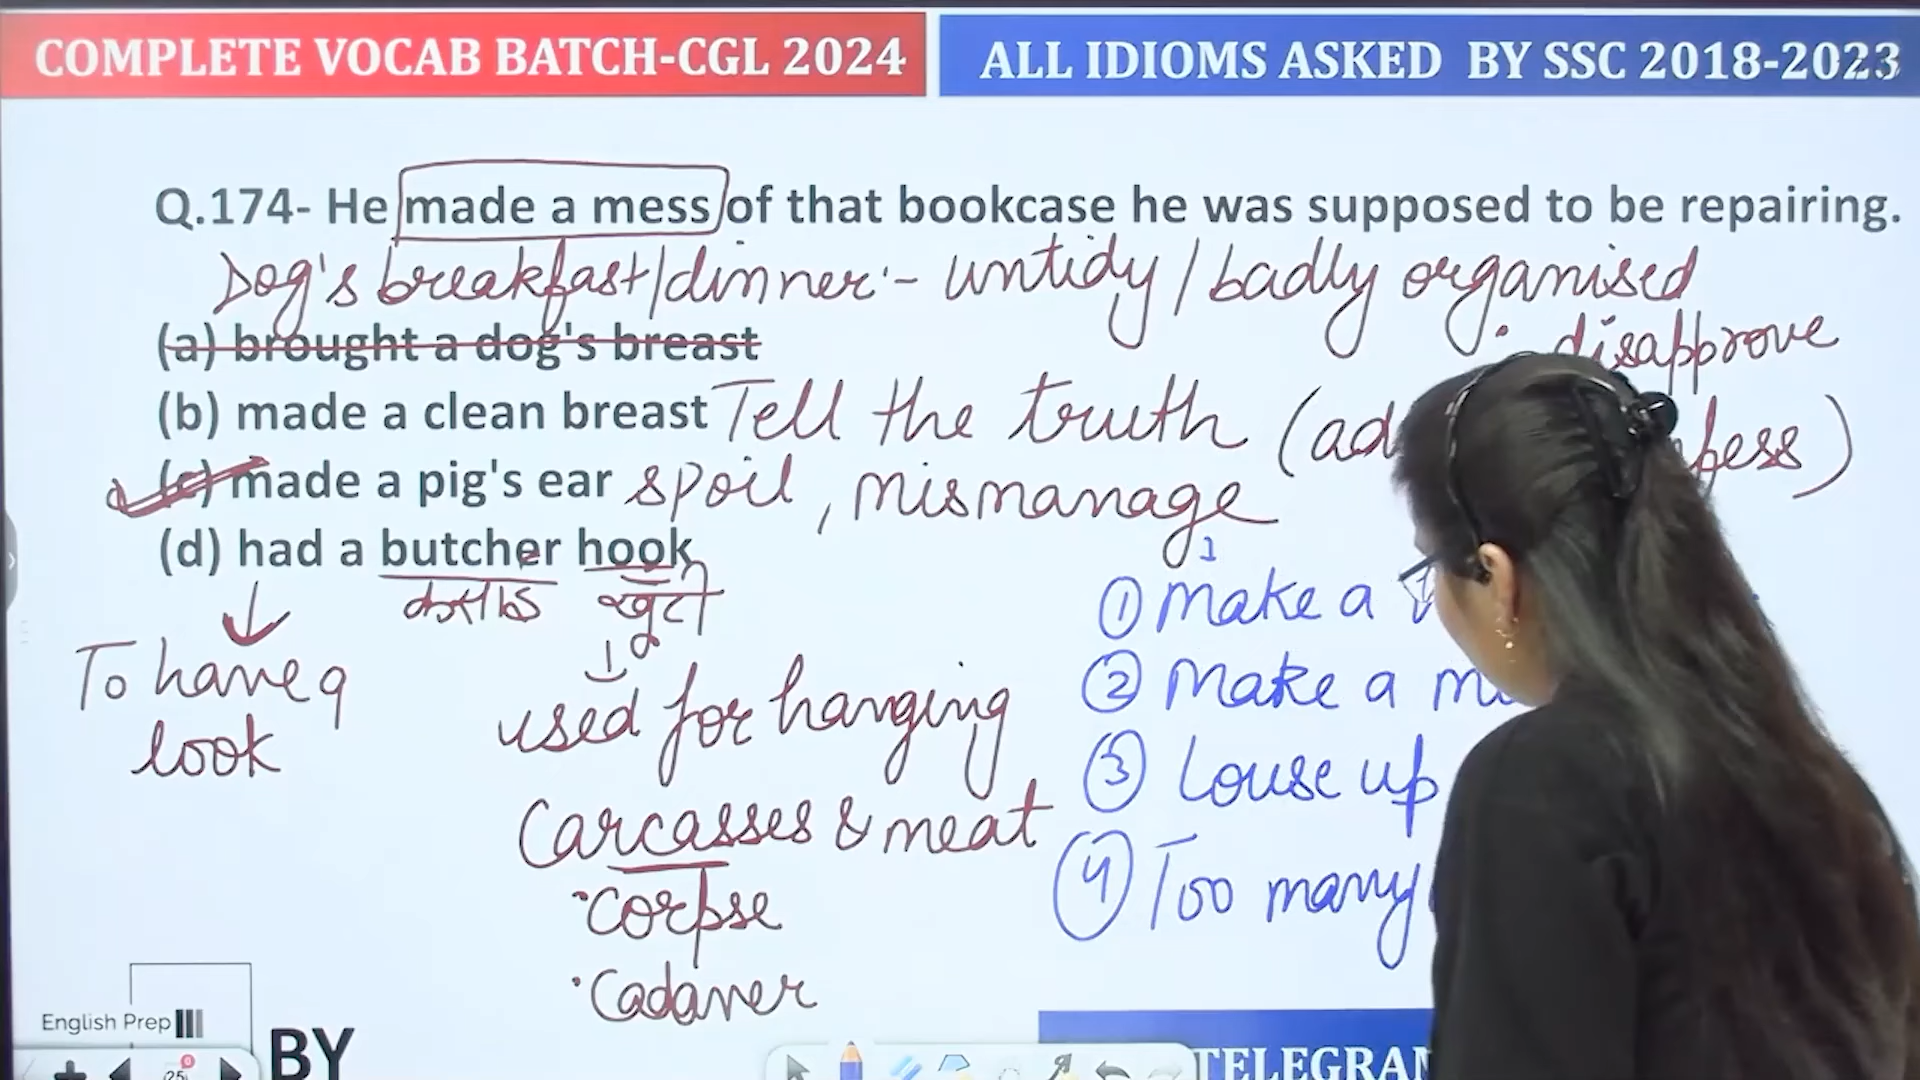 COMPLETE VOCAB BATCH-CGL 2024
ALL IDIOMS ASKED BY SSC 2018-2023
Q.174- He made a mess of that bookcase he was supposed to be repairing.
Dog's breakfast/dinner:- untidy / badly organised
disapprove
(a) brought a dog's breast
(b) made a clean breast Tell the truth (ad fess)
(c) made a pig's ear spoil, mismanage
(d) had a butcher hook
खूंटी
To have a
look
used for hanging
Carcasses & meat
• Corpse
• Cadaver
① Make a
② Make a m
③ Louse up
④ Too many
English Prep
BY
25
TELEGRAM